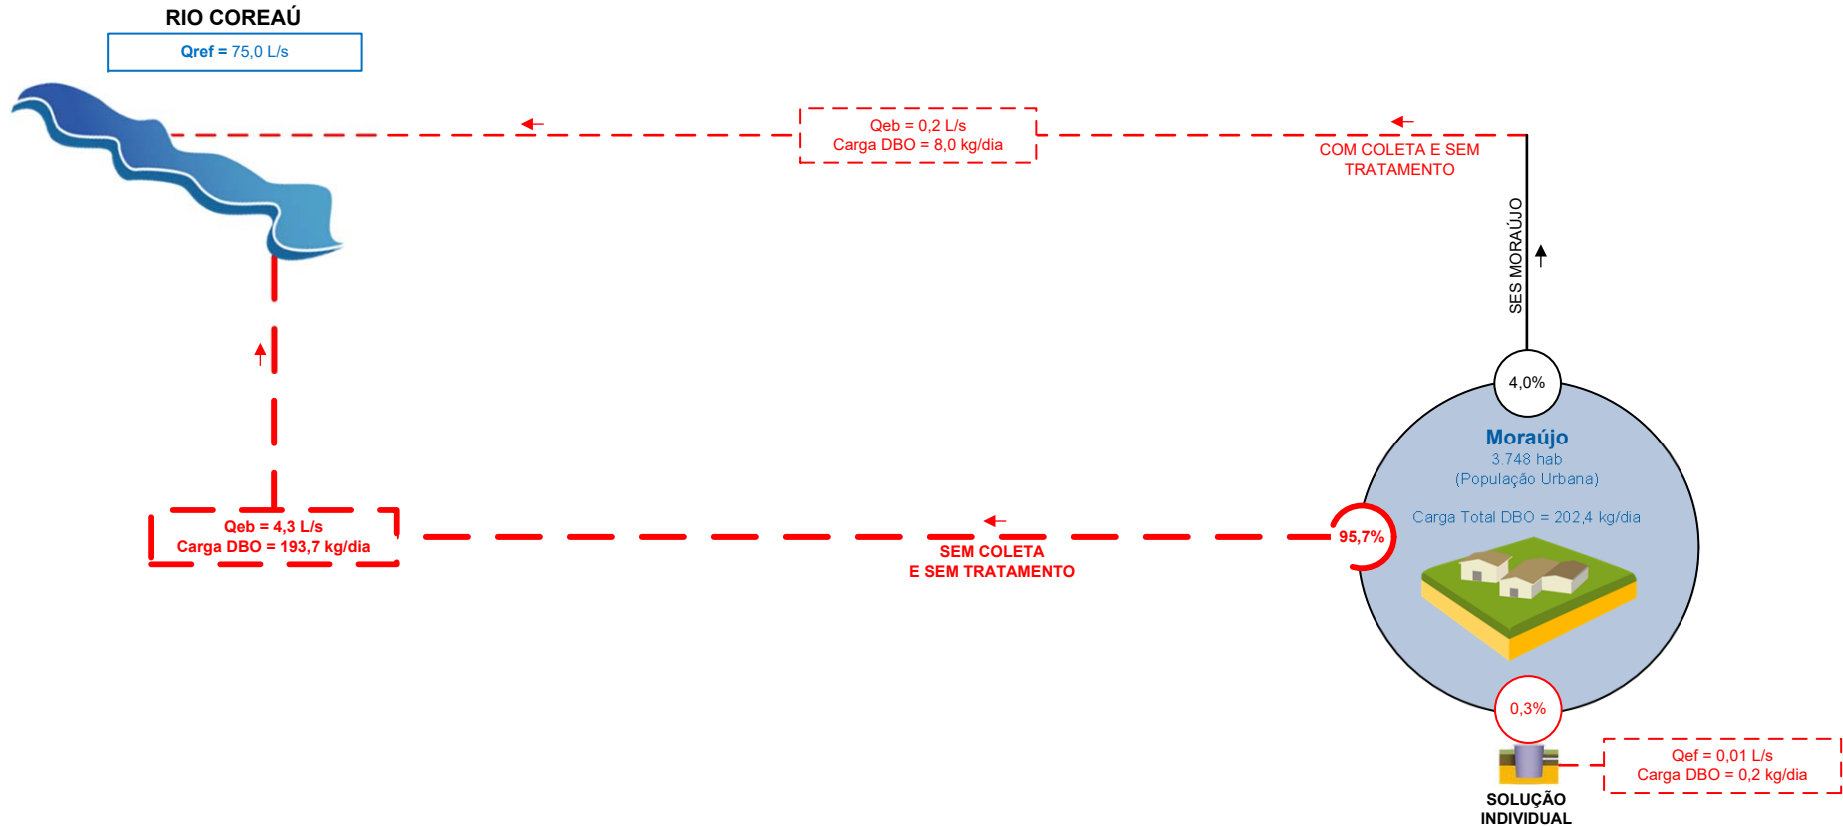 RIO COREAÚ
Qref = 75,0 L/s
Qeb = 0,2 L/s
Carga DBO = 8,0 kg/dia
COM COLETA E SEM
TRATAMENTO
SES MORAÚJO
4,0%
Moraújo
3.748 hab
(População Urbana)
Carga Total DBO = 202,4 kg/dia
95,7%
SEM COLETA
E SEM TRATAMENTO
Qeb = 4,3 L/s
Carga DBO = 193,7 kg/dia
0,3%
Qef = 0,01 L/s
Carga DBO = 0,2 kg/dia
SOLUÇÃO
INDIVIDUAL